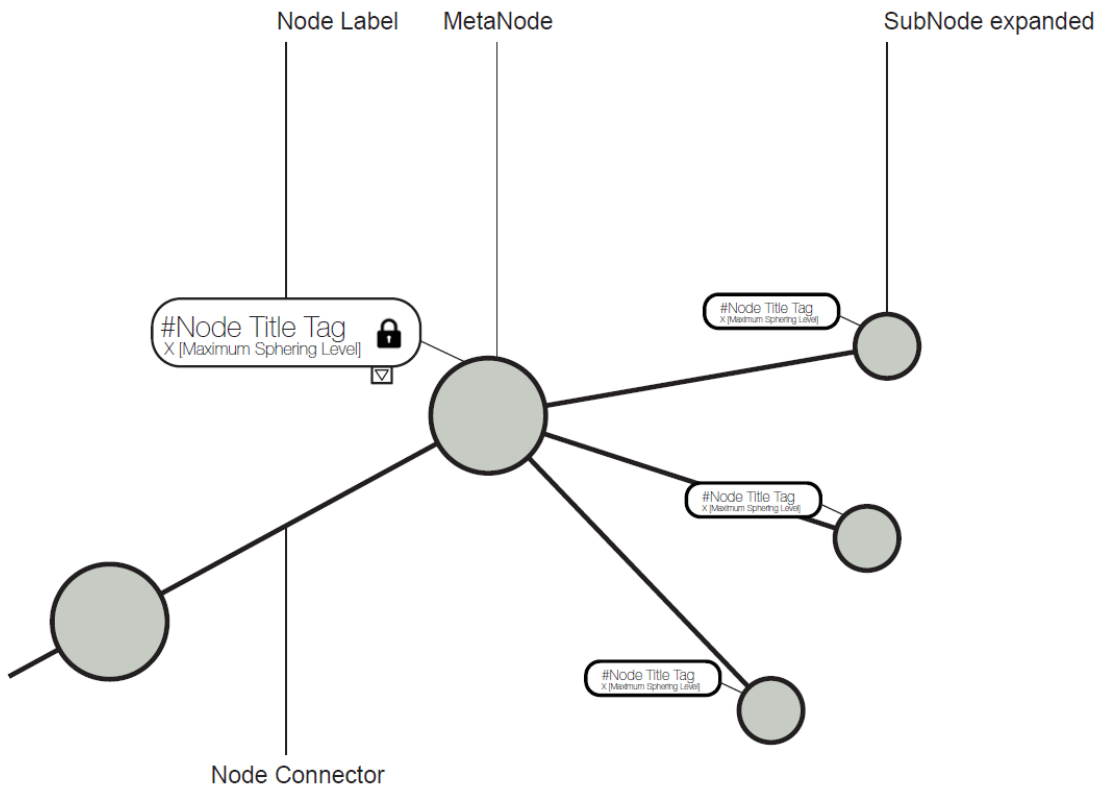 Node Label
MetaNode
SubNode expanded
#Node Title Tag
X [Maximum Sphering Level]
#Node Title Tag
X [Maximum Sphering Level]
#Node Title Tag
X [Maximum Sphering Level]
#Node Title Tag
X [Maximum Sphering Level]
Node Connector